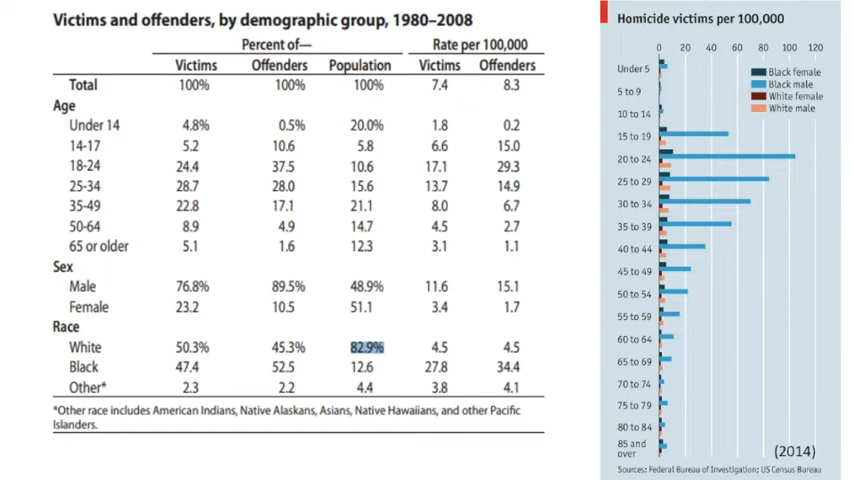 Victims and offenders, by demographic group, 1980–2008
Percent of— Rate per 100,000
Victims Offenders Population Victims Offenders
Total 100% 100% 100% 7.4 8.3
Age
Under 14 4.8% 0.5% 20.0% 1.8 0.2
14-17 5.2 10.6 5.8 6.6 15.0
18-24 24.4 37.5 10.6 17.1 29.3
25-34 28.7 28.0 15.6 13.7 14.9
35-49 22.8 17.1 21.1 8.0 6.7
50-64 8.9 4.9 14.7 4.5 2.7
65 or older 5.1 1.6 12.3 3.1 1.1
Sex
Male 76.8% 89.5% 48.9% 11.6 15.1
Female 23.2 10.5 51.1 3.4 1.7
Race
White 50.3% 45.3% 82.9% 4.5 4.5
Black 47.4 52.5 12.6 27.8 34.4
Other* 2.3 2.2 4.4 3.8 4.1
*Other race includes American Indians, Native Alaskans, Asians, Native Hawaiians, and other Pacific
Islanders.
Homicide victims per 100,000
0 20 40 60 80 100 120
Black female
Black male
White female
White male
Under 5
5 to 9
10 to 14
15 to 19
20 to 24
25 to 29
30 to 34
35 to 39
40 to 44
45 to 49
50 to 54
55 to 59
60 to 64
65 to 69
70 to 74
75 to 79
80 to 84
85 and
over
(2014)
Sources: Federal Bureau of Investigation; US Census Bureau